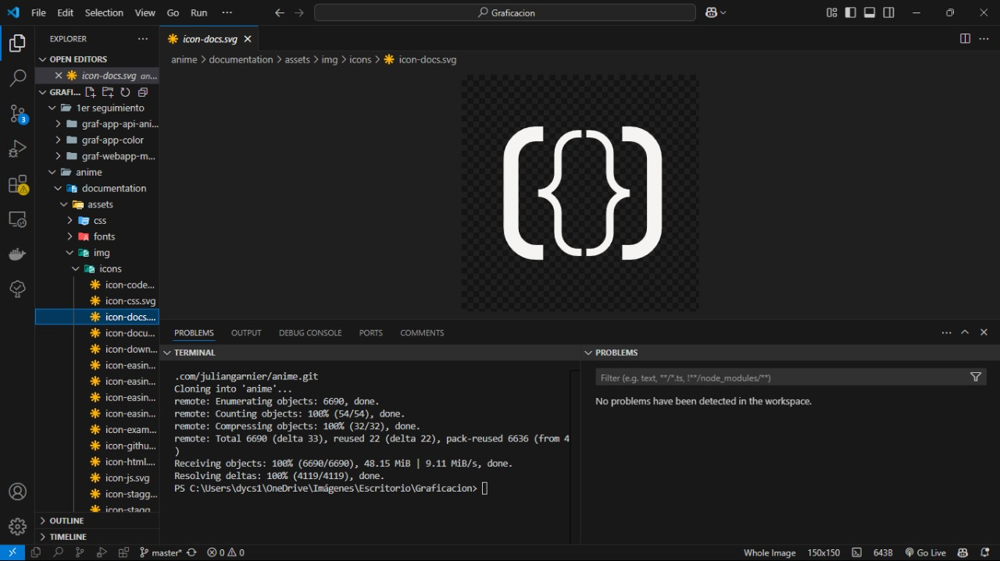 File Edit Selection View Go Run ··· Graficacion
EXPLORER ···
OPEN EDITORS
icon-docs.svg an...
GRAFI...
1er seguimiento
graf-app-api-ani...
graf-app-color
graf-webapp-m...
anime
documentation
assets
css
fonts
img
icons
icon-code...
icon-css.svg
icon-docs....
icon-docu...
icon-down...
icon-easin...
icon-easin...
icon-easin...
icon-easin...
icon-exam...
icon-githu...
icon-html....
icon-js.svg
icon-stagg...
icon-stagg
OUTLINE
TIMELINE
3
icon-docs.svg
anime > documentation > assets > img > icons > icon-docs.svg
[{}]
PROBLEMS OUTPUT DEBUG CONSOLE PORTS COMMENTS
TERMINAL
.com/juliangarnier/anime.git
Cloning into 'anime'...
remote: Enumerating objects: 6690, done.
remote: Counting objects: 100% (54/54), done.
remote: Compressing objects: 100% (32/32), done.
remote: Total 6690 (delta 33), reused 22 (delta 22), pack-reused 6636 (from 4
)
Receiving objects: 100% (6690/6690), 48.15 MiB | 9.11 MiB/s, done.
Resolving deltas: 100% (4119/4119), done.
PS C:\Users\dycs1\OneDrive\Imágenes\Escritorio\Graficacion>
PROBLEMS
Filter (e.g. text, **/*.ts, !**/node_modules/**)
No problems have been detected in the workspace.
master* 0 0 Whole Image 150x150 6438 Go Live